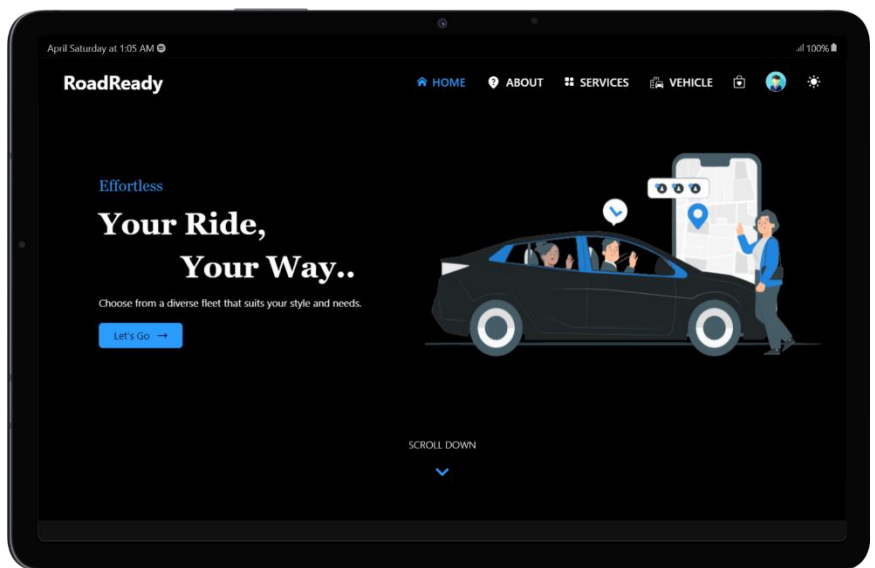 April Saturday at 1:05 AM
100%
RoadReady
HOME
ABOUT
SERVICES
VEHICLE
Effortless
Your Ride,
Your Way..
Choose from a diverse fleet that suits your style and needs.
Let's Go →
SCROLL DOWN